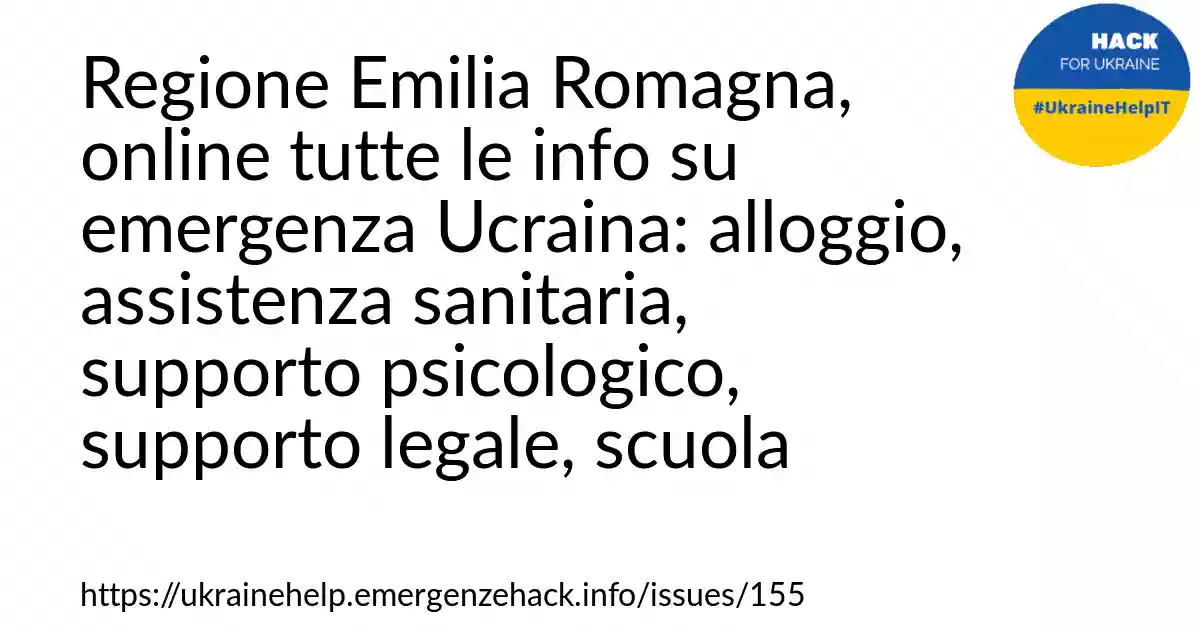 HACK
FOR UKRAINE
#UkraineHelpIT
Regione Emilia Romagna,
online tutte le info su
emergenza Ucraina: alloggio,
assistenza sanitaria,
supporto psicologico,
supporto legale, scuola
https://ukrainehelp.emergenzehack.info/issues/155